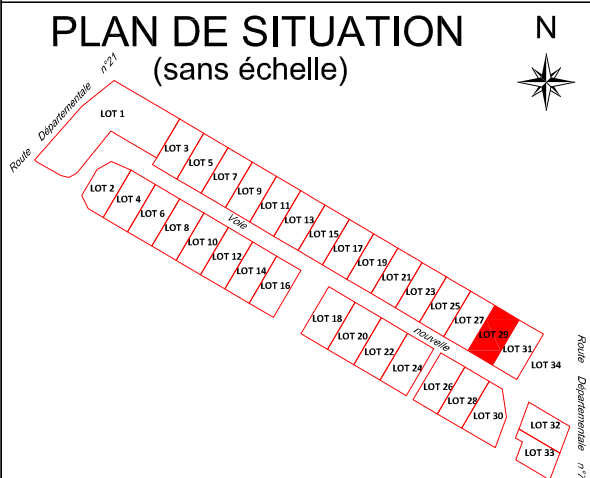 PLAN DE SITUATION
N
(sans échelle)
Route Départementale n°21
LOT 1
LOT 3
LOT 5
LOT 7
LOT 9
LOT 11
LOT 13
LOT 15
LOT 17
LOT 19
LOT 21
LOT 23
LOT 25
LOT 27
LOT 29
LOT 31
LOT 34
Voie nouvelle
LOT 2
LOT 4
LOT 6
LOT 8
LOT 10
LOT 12
LOT 14
LOT 16
LOT 18
LOT 20
LOT 22
LOT 24
LOT 26
LOT 28
LOT 30
LOT 32
LOT 33
Route Départementale